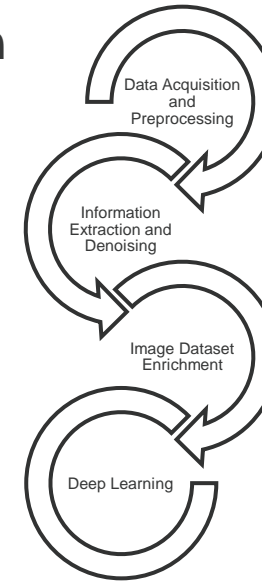 Data Acquisition
and
Preprocessing
Information
Extraction and
Denoising
Image Dataset
Enrichment
Deep Learning